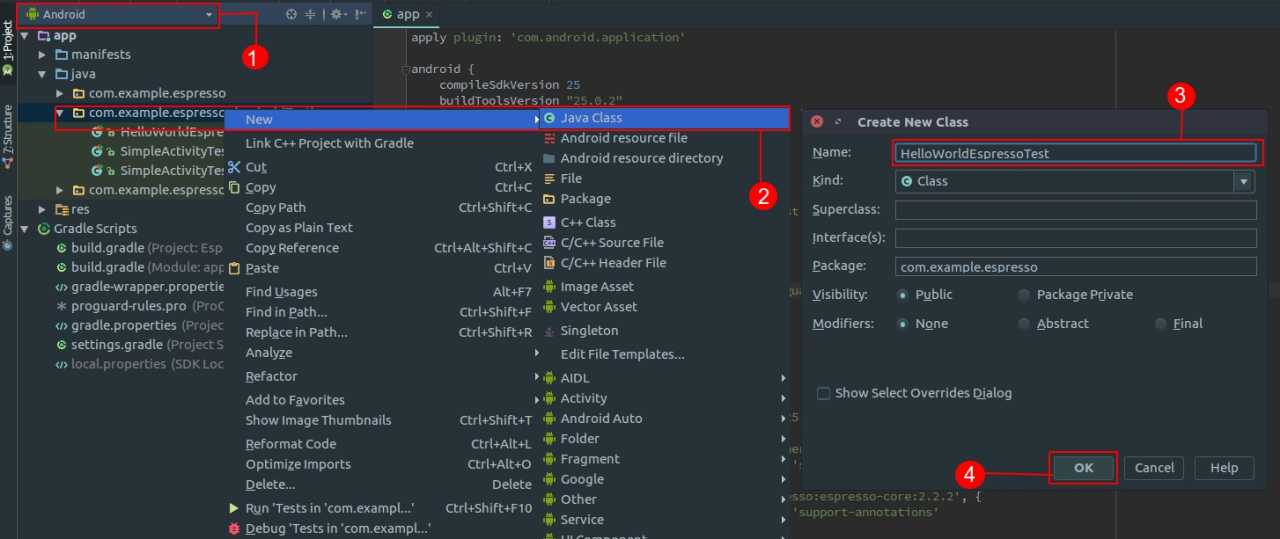 Android
app
1: Project
7: Structure
Captures
app
manifests
java
com.example.espresso
com.example.espresso
HelloWorldEspre
SimpleActivityTe
SimpleActivityTe
com.example.espresso
res
Gradle Scripts
build.gradle (Project: Esp
build.gradle (Module: app
gradle-wrapper.propertie
proguard-rules.pro (ProC
gradle.properties (Projec
settings.gradle (Project S
local.properties (SDK Loc
1
apply plugin: 'com.android.application'
android {
compileSdkVersion 25
buildToolsVersion "25.0.2"
New
Link C++ Project with Gradle
Cut Ctrl+X
Copy Ctrl+C
Copy Path Ctrl+Shift+C
Copy as Plain Text
Copy Reference Ctrl+Alt+Shift+C
Paste Ctrl+V
Find Usages Alt+F7
Find in Path... Ctrl+Shift+F
Replace in Path... Ctrl+Shift+R
Analyze
Refactor
Add to Favorites
Show Image Thumbnails Ctrl+Shift+T
Reformat Code Ctrl+Alt+L
Optimize Imports Ctrl+Alt+O
Delete... Delete
Run 'Tests in 'com.exampl...' Ctrl+Shift+F10
Debug 'Tests in 'com.exampl...'
Java Class
Android resource file
Android resource directory
File
Package
C++ Class
C/C++ Source File
C/C++ Header File
Image Asset
Vector Asset
Singleton
Edit File Templates...
AIDL
Activity
Android Auto
Folder
Fragment
Google
Other
Service
UI Component
2
sso:espresso-core:2.2.2', {
'support-annotations'
3
Create New Class
Name: HelloWorldEspressoTest
Kind: Class
Superclass:
Interface(s):
Package: com.example.espresso
Visibility: Public Package Private
Modifiers: None Abstract Final
Show Select Overrides Dialog
4
OK Cancel Help